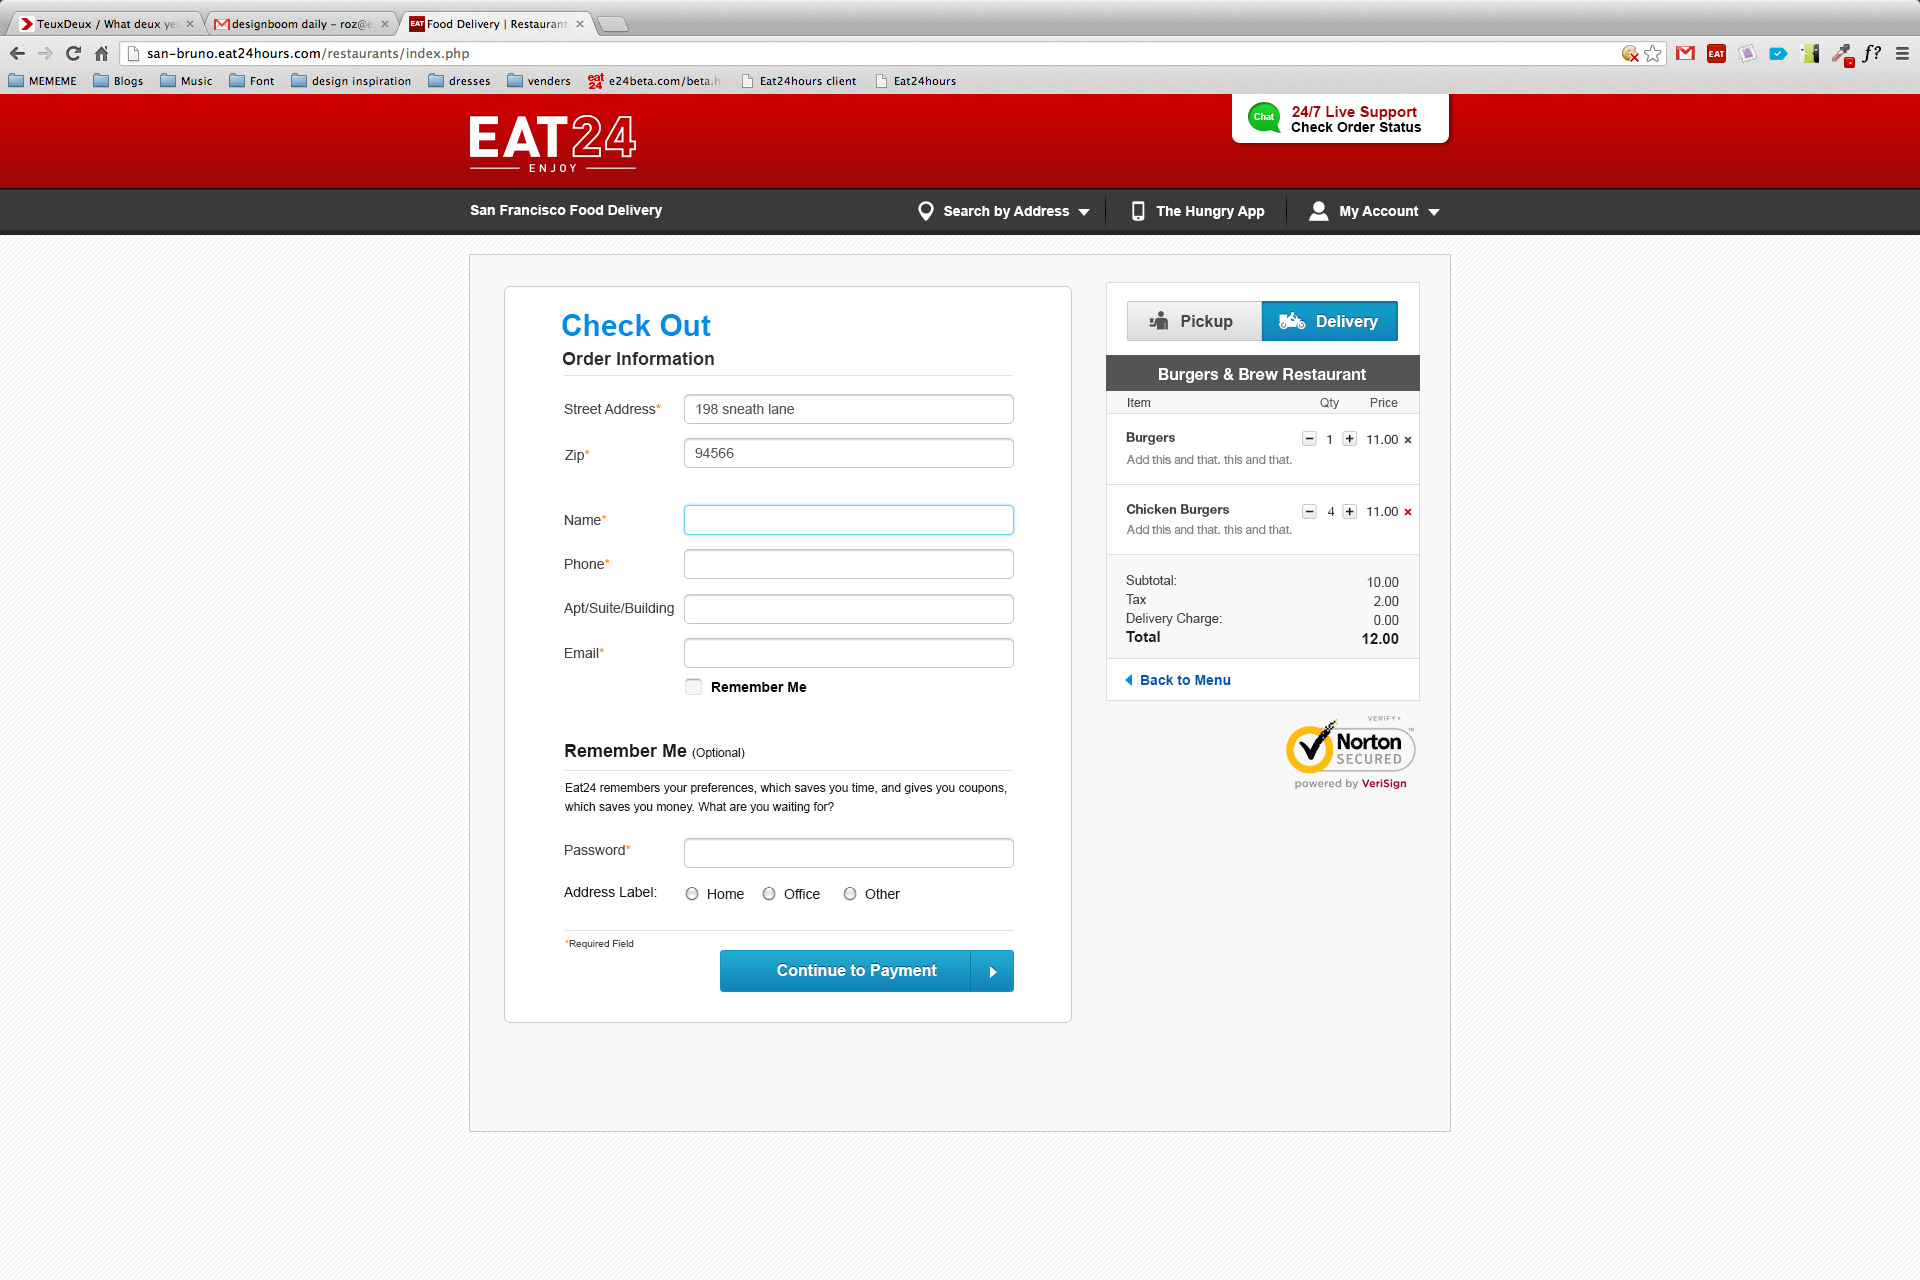 TeuxDeux / What deux ye
designboom daily – roz@e
EAT Food Delivery | Restaurant
san-bruno.eat24hours.com/restaurants/index.php
EAT
f?
MEMEME
Blogs
Music
Font
design inspiration
dresses
venders
eat 24 e24beta.com/beta.h
Eat24hours client
Eat24hours
EAT24
ENJOY
Chat
24/7 Live Support
Check Order Status
San Francisco Food Delivery
Search by Address
The Hungry App
My Account
Check Out
Order Information
Street Address* 198 sneath lane
Zip* 94566
Name*
Phone*
Apt/Suite/Building
Email*
Remember Me
Remember Me (Optional)
Eat24 remembers your preferences, which saves you time, and gives you coupons,
which saves you money. What are you waiting for?
Password*
Address Label: Home Office Other
*Required Field
Continue to Payment
Pickup Delivery
Burgers & Brew Restaurant
Item Qty Price
Burgers − 1 + 11.00 ×
Add this and that. this and that.
Chicken Burgers − 4 + 11.00 ×
Add this and that. this and that.
Subtotal: 10.00
Tax 2.00
Delivery Charge: 0.00
Total 12.00
Back to Menu
VERIFY
Norton™
SECURED
powered by VeriSign